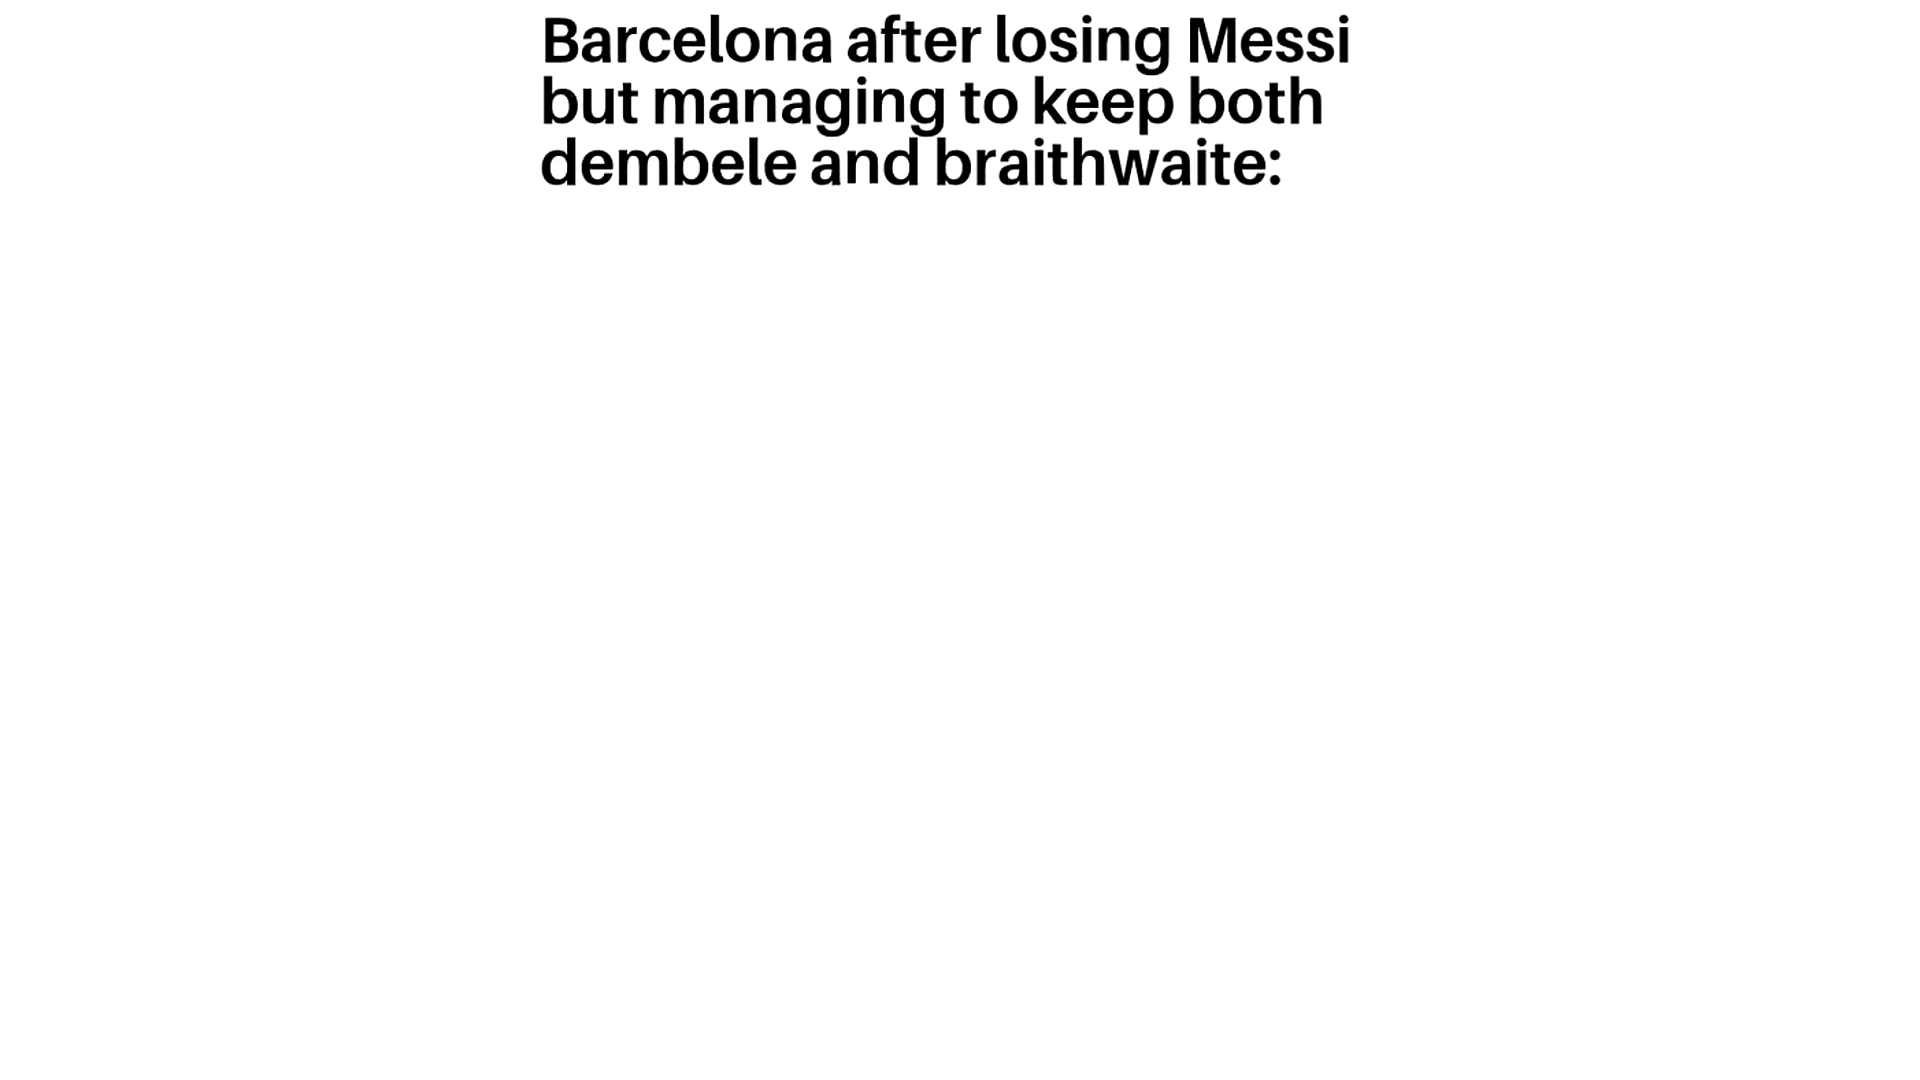 Barcelona after losing Messi
but managing to keep both
dembele and braithwaite: